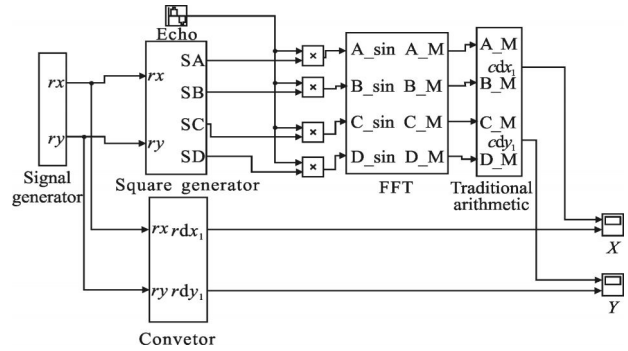 Echo
rx
ry
Signal
generator
rx
ry
SA
SB
SC
SD
Square generator
×
×
×
×
A_sin A_M
B_sin B_M
C_sin C_M
D_sin D_M
FFT
A_M
cdx₁
B_M
C_M
cdy₁
D_M
Traditional
arithmetic
rx rdx₁
ry rdy₁
Convetor
X
Y